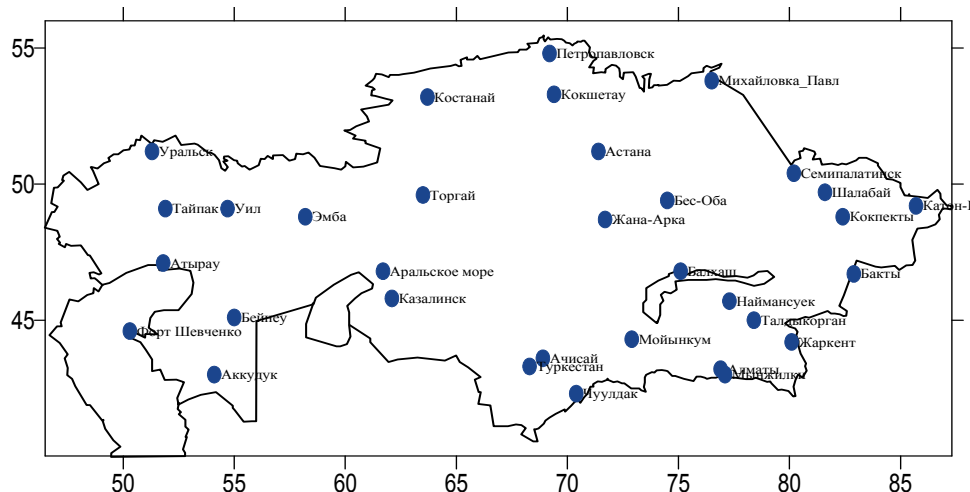 55
Петропавловск
Михайловка_Павл
Костанай
Кокшетау
Уральск
Астана
50
Семипалатинск
Шалабай
Торгай
Бес-Оба
Катон-
Тайпак
Уил
Эмба
Жана-Арка
Кокпекты
Атырау
Аральское море
Балхаш
Бакты
Казалинск
Наймансуек
45
Бейнеу
Талдыкорган
Форт Шевченко
Мойынкум
Жаркент
Ачисай
Туркестан
Аккудук
Алматы
Мынжилки
Чуулдак
50 55 60 65 70 75 80 85